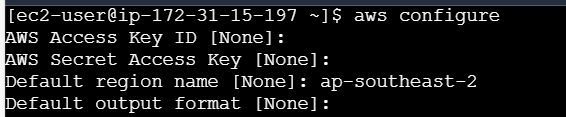 [ec2-user@ip-172-31-15-197 ~]$ aws configure
AWS Access Key ID [None]:
AWS Secret Access Key [None]:
Default region name [None]: ap-southeast-2
Default output format [None]: